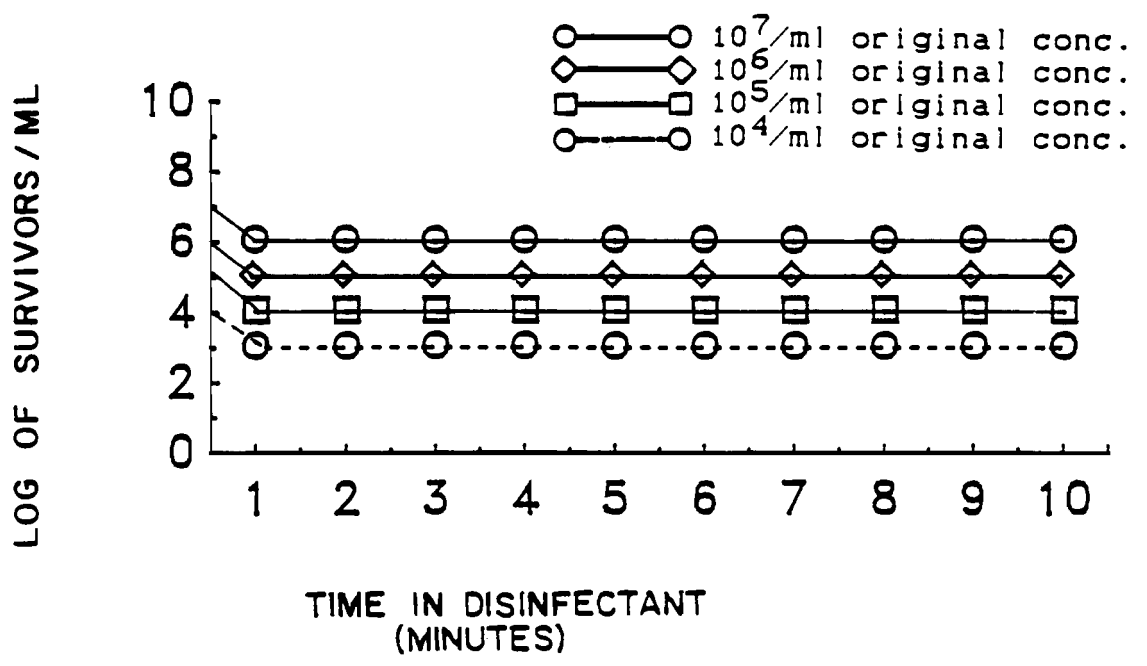 10⁷/ml original conc.
10⁶/ml original conc.
10⁵/ml original conc.
10⁴/ml original conc.
LOG OF SURVIVORS/ML
10
8
6
4
2
0
1 2 3 4 5 6 7 8 9 10
TIME IN DISINFECTANT
(MINUTES)